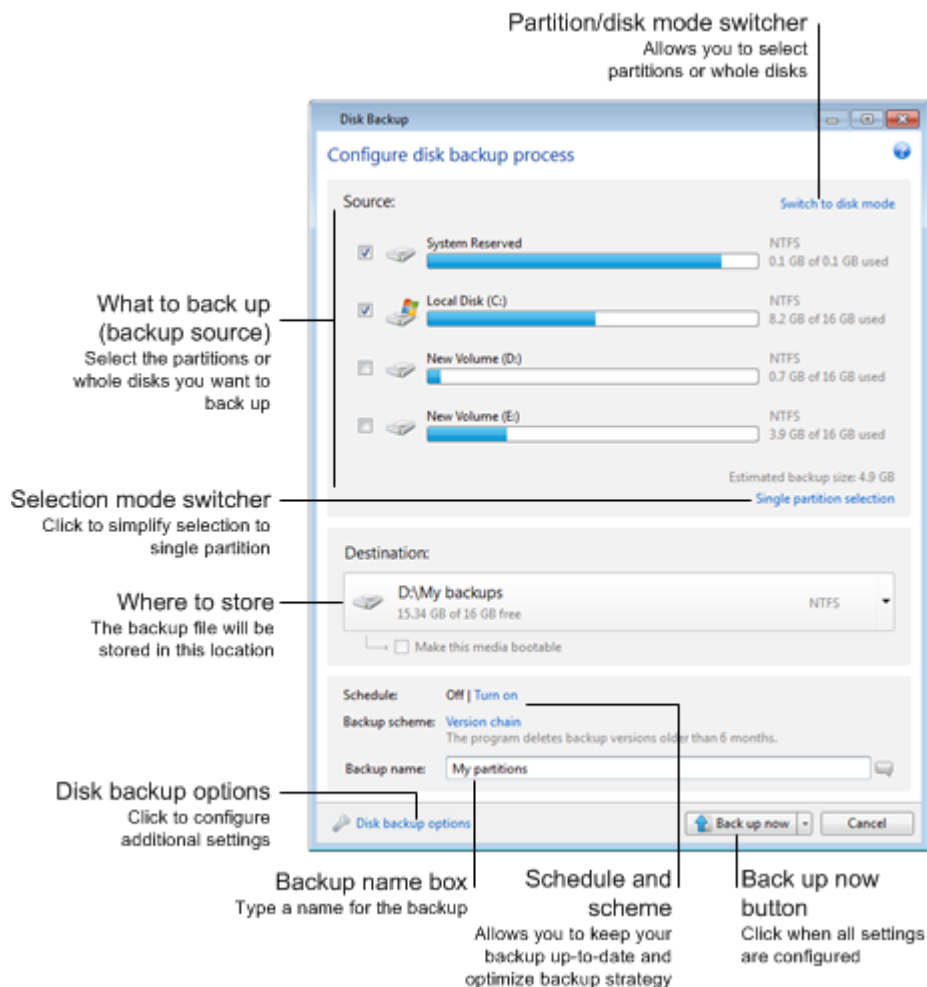 Partition/disk mode switcher
Allows you to select
partitions or whole disks
Disk Backup
Configure disk backup process
Source:
Switch to disk mode
System Reserved
NTFS
0.1 GB of 0.1 GB used
Local Disk (C:)
NTFS
8.2 GB of 16 GB used
New Volume (D:)
NTFS
0.7 GB of 16 GB used
New Volume (E:)
NTFS
3.9 GB of 16 GB used
What to back up
(backup source)
Select the partitions or
whole disks you want to
back up
Estimated backup size: 4.9 GB
Single partition selection
Selection mode switcher
Click to simplify selection to
single partition
Destination:
D:\My backups
15.34 GB of 16 GB free
NTFS
Make this media bootable
Where to store
The backup file will be
stored in this location
Schedule: Off | Turn on
Backup scheme: Version chain
The program deletes backup versions older than 6 months.
Backup name: My partitions
Disk backup options
Click to configure
additional settings
Disk backup options
Back up now
Cancel
Backup name box
Type a name for the backup
Schedule and
scheme
Allows you to keep your
backup up-to-date and
optimize backup strategy
Back up now
button
Click when all settings
are configured